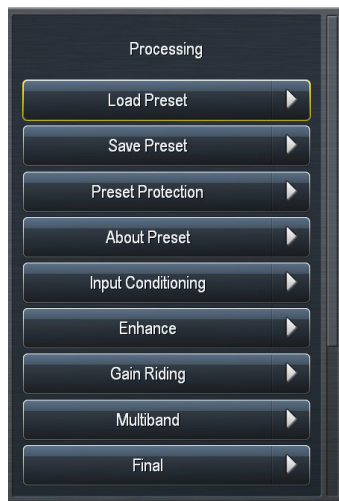 Processing
Load Preset
Save Preset
Preset Protection
About Preset
Input Conditioning
Enhance
Gain Riding
Multiband
Final